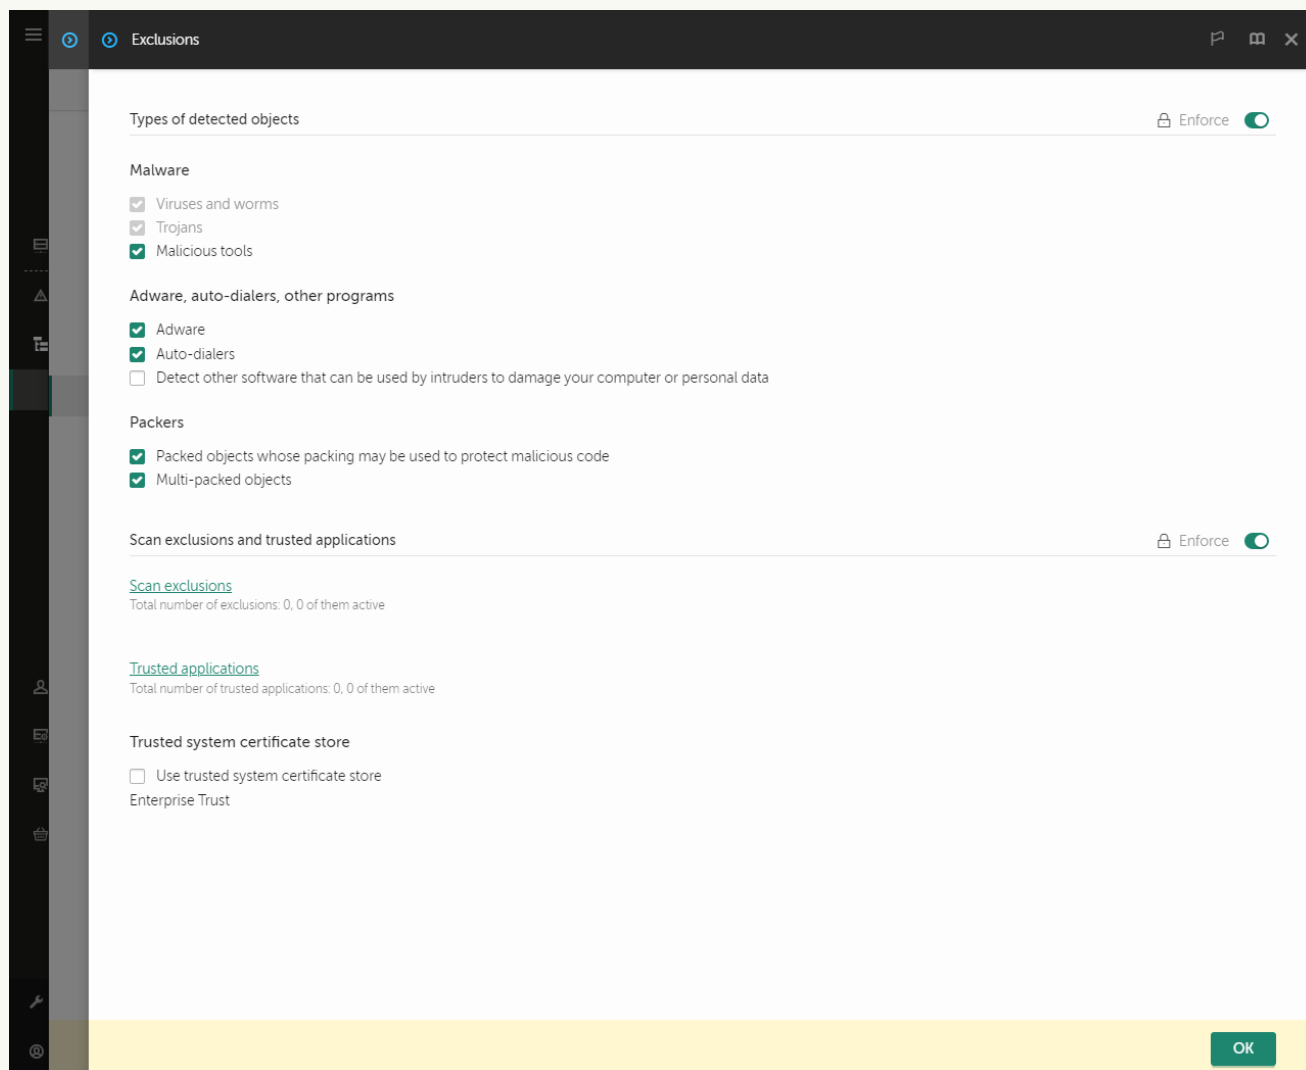 Exclusions
Types of detected objects
Enforce
Malware
Viruses and worms
Trojans
Malicious tools
Adware, auto-dialers, other programs
Adware
Auto-dialers
Detect other software that can be used by intruders to damage your computer or personal data
Packers
Packed objects whose packing may be used to protect malicious code
Multi-packed objects
Scan exclusions and trusted applications
Enforce
Scan exclusions
Total number of exclusions: 0, 0 of them active
Trusted applications
Total number of trusted applications: 0, 0 of them active
Trusted system certificate store
Use trusted system certificate store
Enterprise Trust
OK